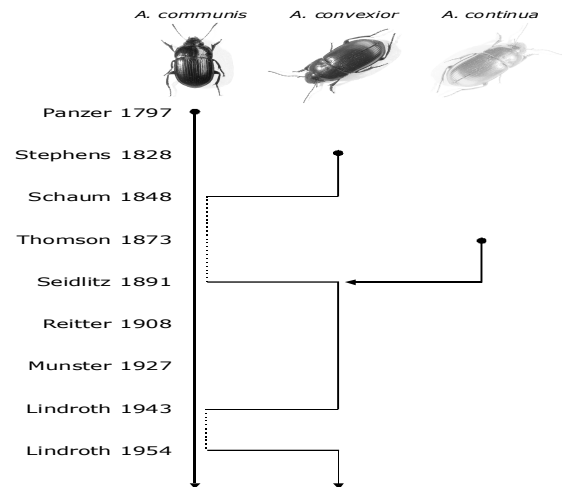 A. communis A. convexior A. continua
Panzer 1797
Stephens 1828
Schaum 1848
Thomson 1873
Seidlitz 1891
Reitter 1908
Munster 1927
Lindroth 1943
Lindroth 1954